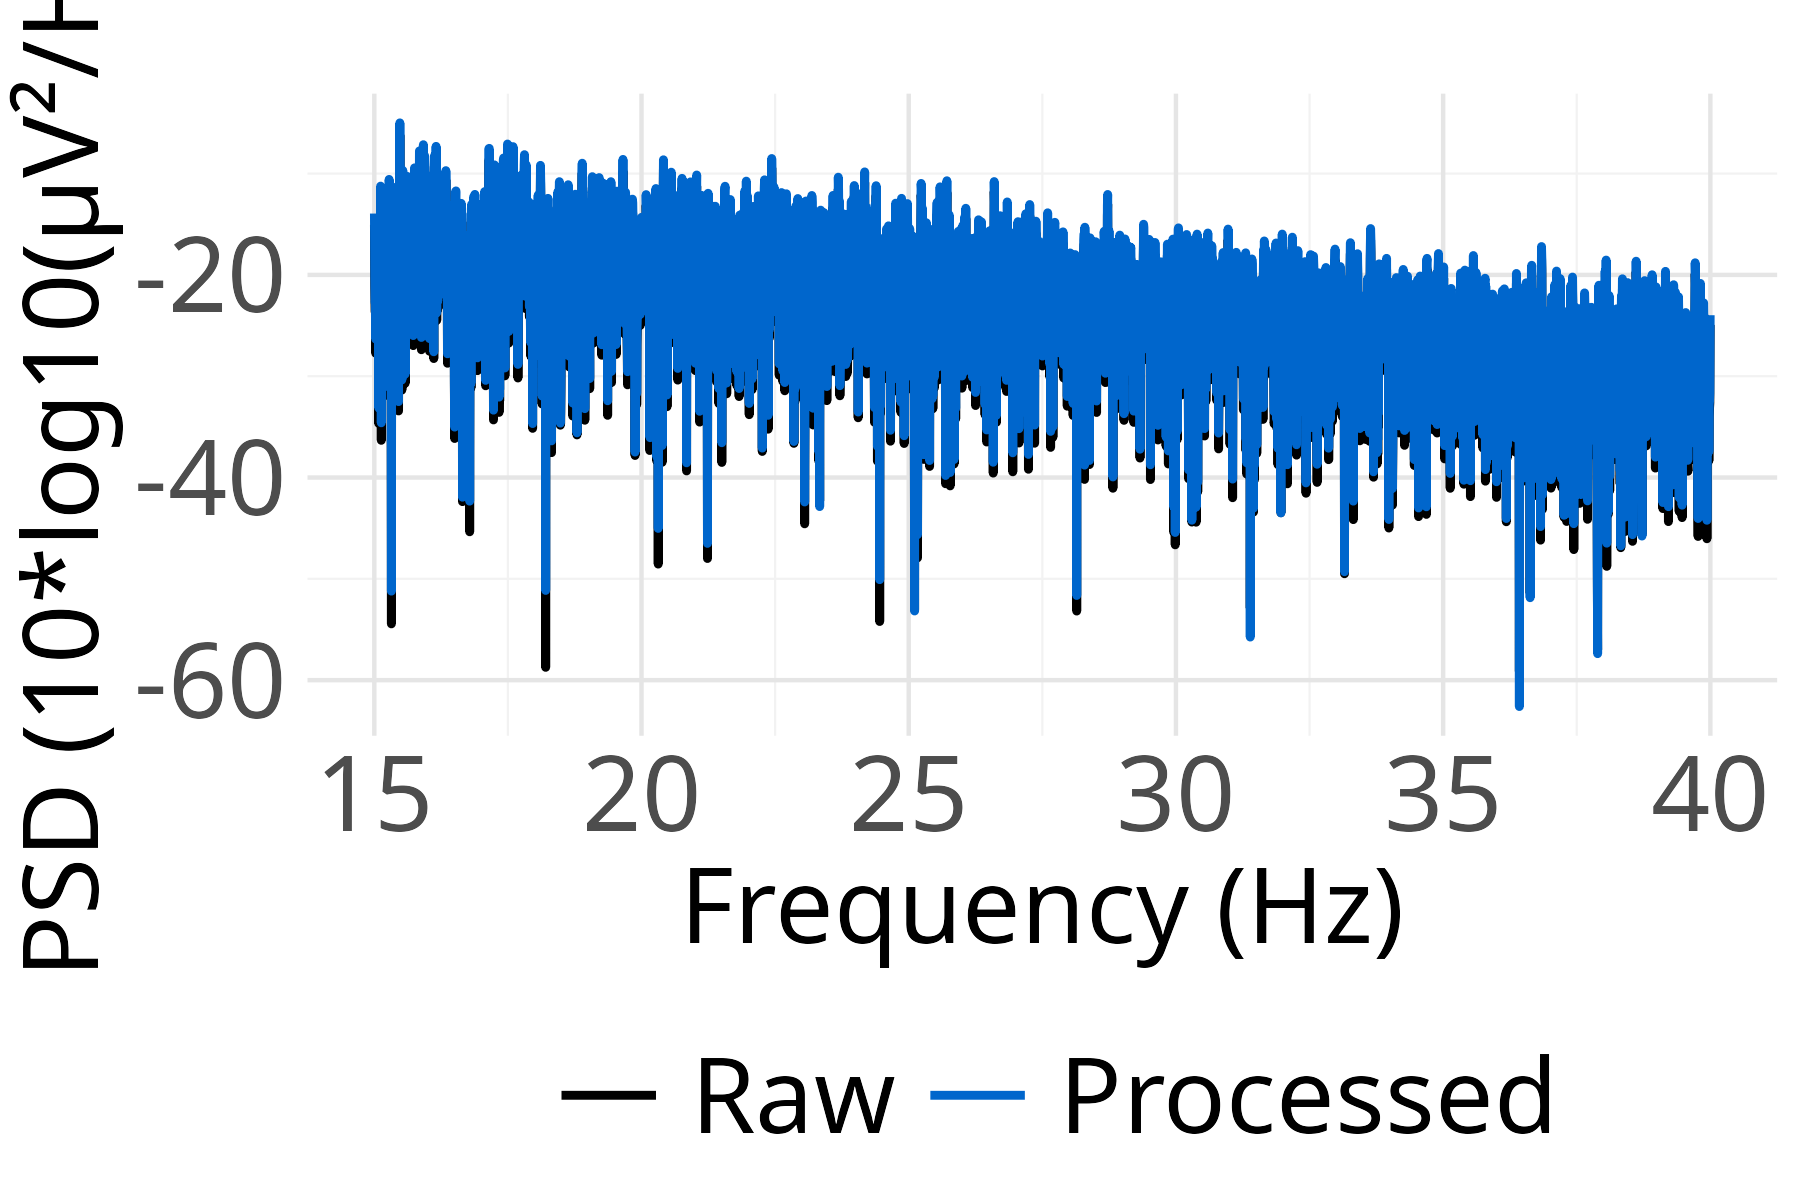 PSD (10*log10(µV²/H
-20
-40
-60
15 20 25 30 35 40
Frequency (Hz)
Raw Processed